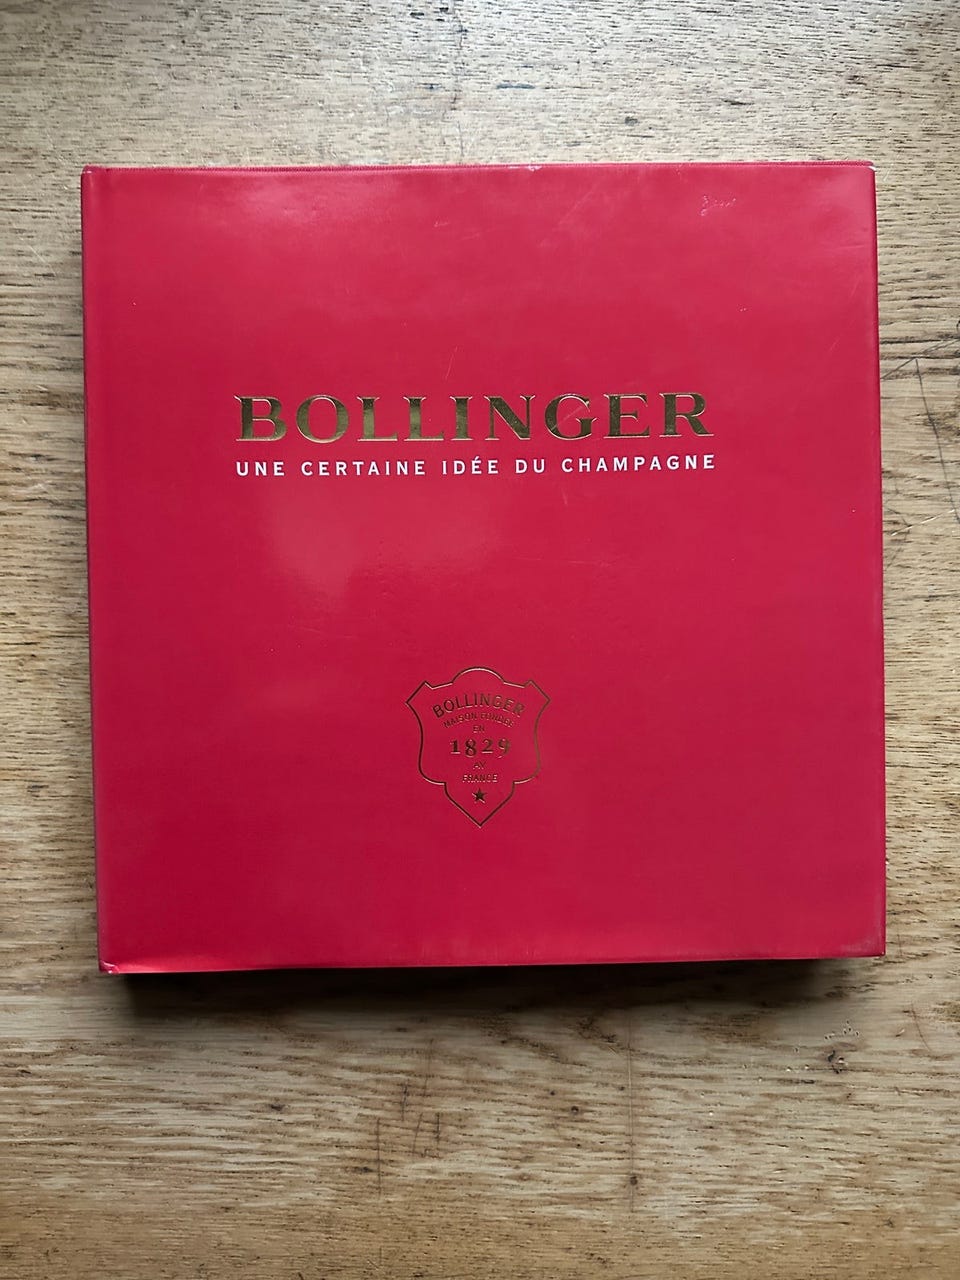 BOLLINGER
UNE CERTAINE IDÉE DU CHAMPAGNE
BOLLINGER
MAISON FONDÉE
EN
1829
AY
FRANCE